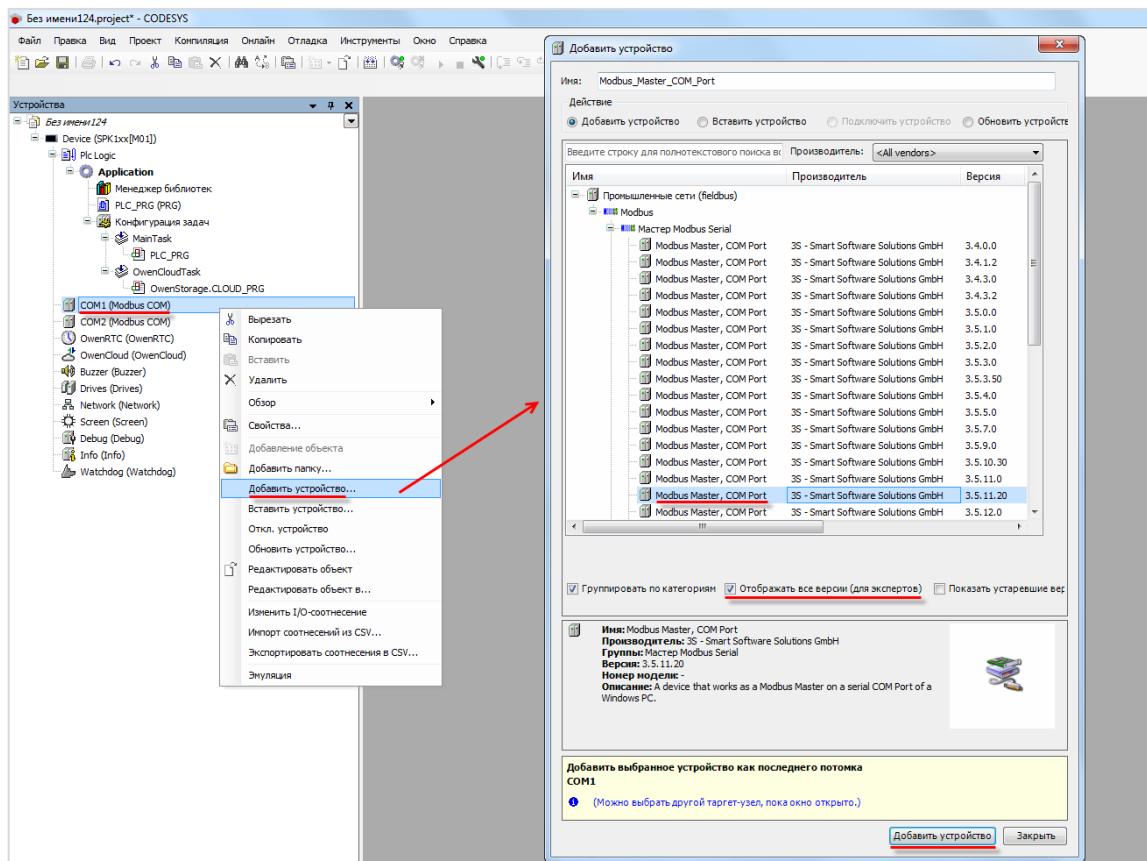 Без имени124.project* - CODESYS
Файл Правка Вид Проект Компиляция Онлайн Отладка Инструменты Окно Справка
Устройства
Без имени124
Device (SPK1xx[M01])
Plc Logic
Application
Менеджер библиотек
PLC_PRG (PRG)
Конфигурация задач
MainTask
PLC_PRG
OwenCloudTask
OwenStorage.CLOUD_PRG
COM1 (Modbus COM)
COM2 (Modbus COM)
OwenRTC (OwenRTC)
OwenCloud (OwenCloud)
Buzzer (Buzzer)
Drives (Drives)
Network (Network)
Screen (Screen)
Debug (Debug)
Info (Info)
Watchdog (Watchdog)
Вырезать
Копировать
Вставить
Удалить
Обзор
Свойства...
Добавление объекта
Добавить папку...
Добавить устройство...
Вставить устройство...
Откл. устройство
Обновить устройство...
Редактировать объект
Редактировать объект в...
Изменить I/O-соотнесение
Импорт соотнесений из CSV...
Экспортировать соотнесения в CSV...
Эмуляция
Добавить устройство
Имя: Modbus_Master_COM_Port
Действие
Добавить устройство Вставить устройство Подключить устройство Обновить устройств
Введите строку для полнотекстового поиска вс Производитель: <All vendors>
Имя Производитель Версия
Промышленные сети (fieldbus)
Modbus
Мастер Modbus Serial
Modbus Master, COM Port 3S - Smart Software Solutions GmbH 3.4.0.0
Modbus Master, COM Port 3S - Smart Software Solutions GmbH 3.4.1.2
Modbus Master, COM Port 3S - Smart Software Solutions GmbH 3.4.3.0
Modbus Master, COM Port 3S - Smart Software Solutions GmbH 3.4.3.2
Modbus Master, COM Port 3S - Smart Software Solutions GmbH 3.5.0.0
Modbus Master, COM Port 3S - Smart Software Solutions GmbH 3.5.1.0
Modbus Master, COM Port 3S - Smart Software Solutions GmbH 3.5.2.0
Modbus Master, COM Port 3S - Smart Software Solutions GmbH 3.5.3.0
Modbus Master, COM Port 3S - Smart Software Solutions GmbH 3.5.3.50
Modbus Master, COM Port 3S - Smart Software Solutions GmbH 3.5.4.0
Modbus Master, COM Port 3S - Smart Software Solutions GmbH 3.5.5.0
Modbus Master, COM Port 3S - Smart Software Solutions GmbH 3.5.7.0
Modbus Master, COM Port 3S - Smart Software Solutions GmbH 3.5.9.0
Modbus Master, COM Port 3S - Smart Software Solutions GmbH 3.5.10.30
Modbus Master, COM Port 3S - Smart Software Solutions GmbH 3.5.11.0
Modbus Master, COM Port 3S - Smart Software Solutions GmbH 3.5.11.20
Modbus Master, COM Port 3S - Smart Software Solutions GmbH 3.5.12.0
Группировать по категориям Отображать все версии (для экспертов) Показать устаревшие вер
Имя: Modbus Master, COM Port
Производитель: 3S - Smart Software Solutions GmbH
Группы: Мастер Modbus Serial
Версия: 3.5.11.20
Номер модели: -
Описание: A device that works as a Modbus Master on a serial COM Port of a
Windows PC.
Добавить выбранное устройство как последнего потомка
COM1
(Можно выбрать другой таргет-узел, пока окно открыто.)
Добавить устройство Закрыть